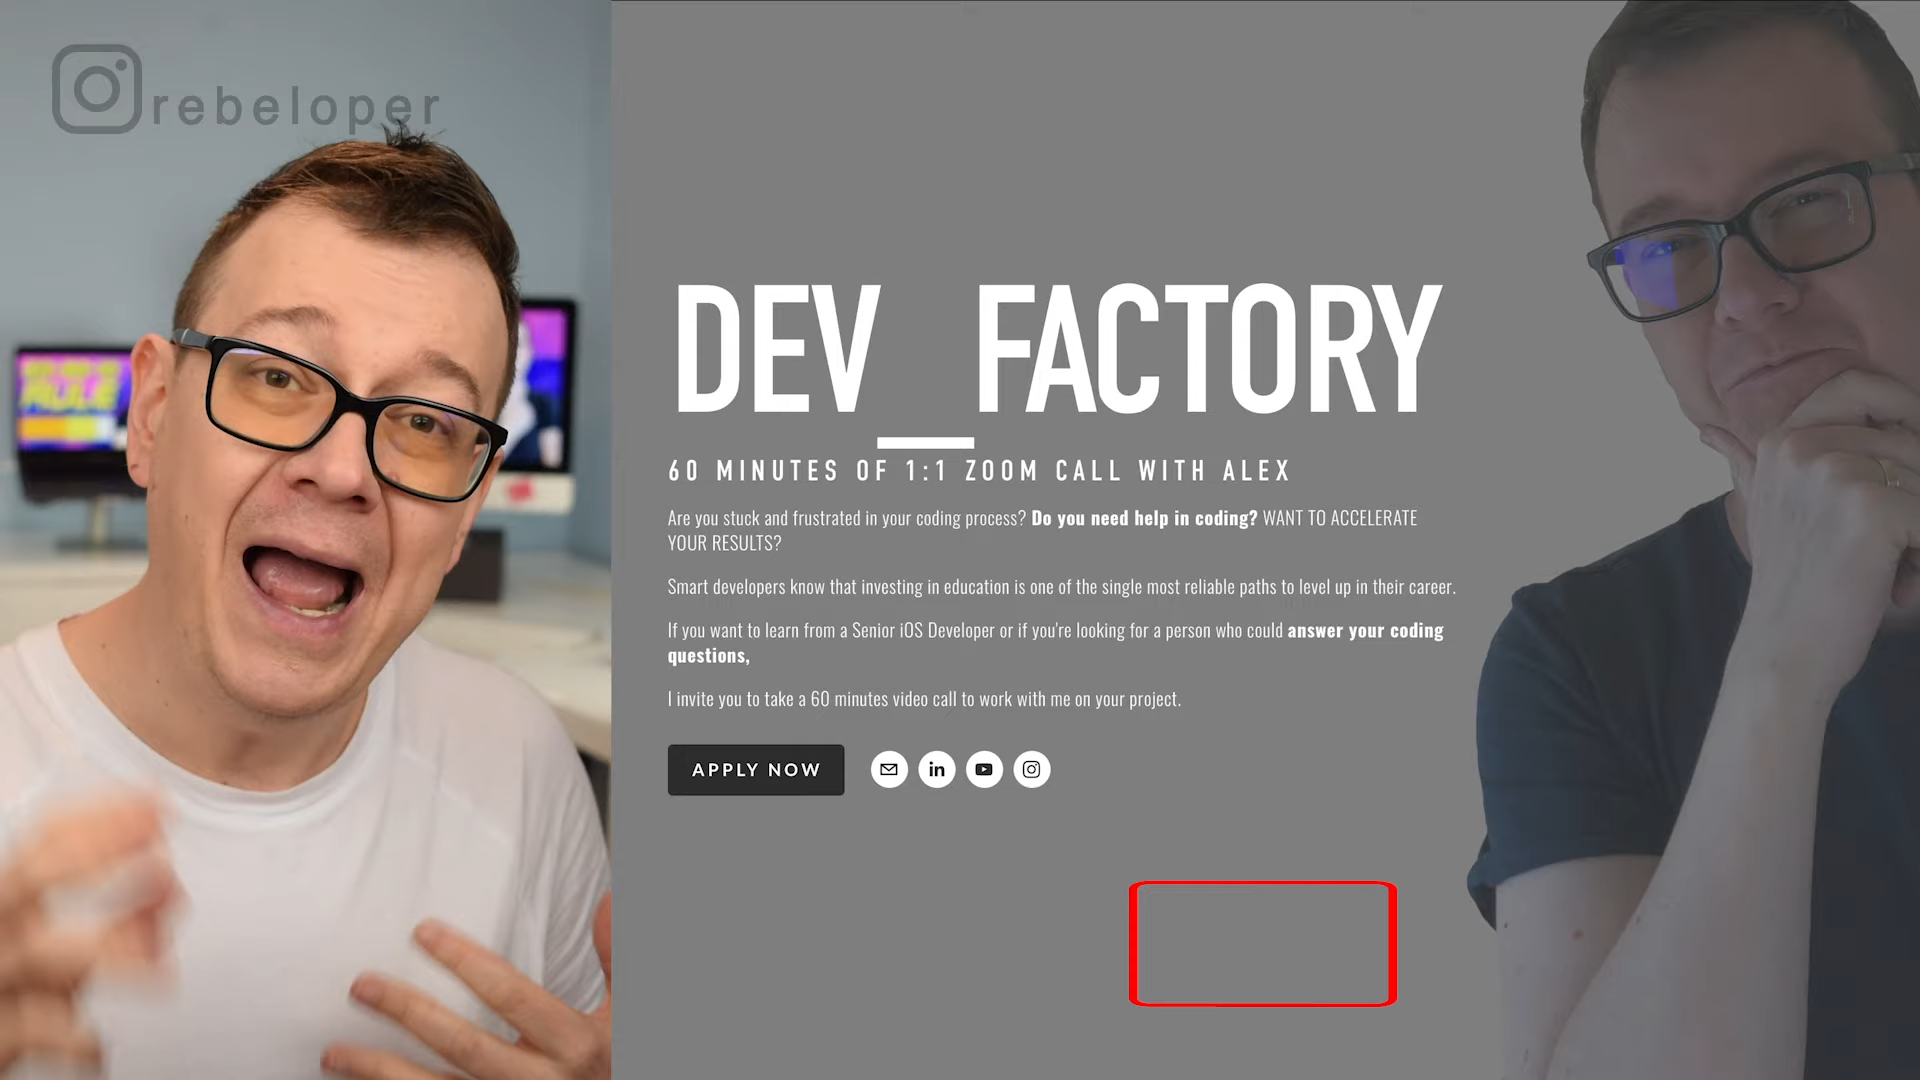 rebeloper
DEV_FACTORY
60 MINUTES OF 1:1 ZOOM CALL WITH ALEX
Are you stuck and frustrated in your coding process? Do you need help in coding? WANT TO ACCELERATE
YOUR RESULTS?
Smart developers know that investing in education is one of the single most reliable paths to level up in their career.
If you want to learn from a Senior iOS Developer or if you're looking for a person who could answer your coding
questions,
I invite you to take a 60 minutes video call to work with me on your project.
APPLY NOW
in
RULE